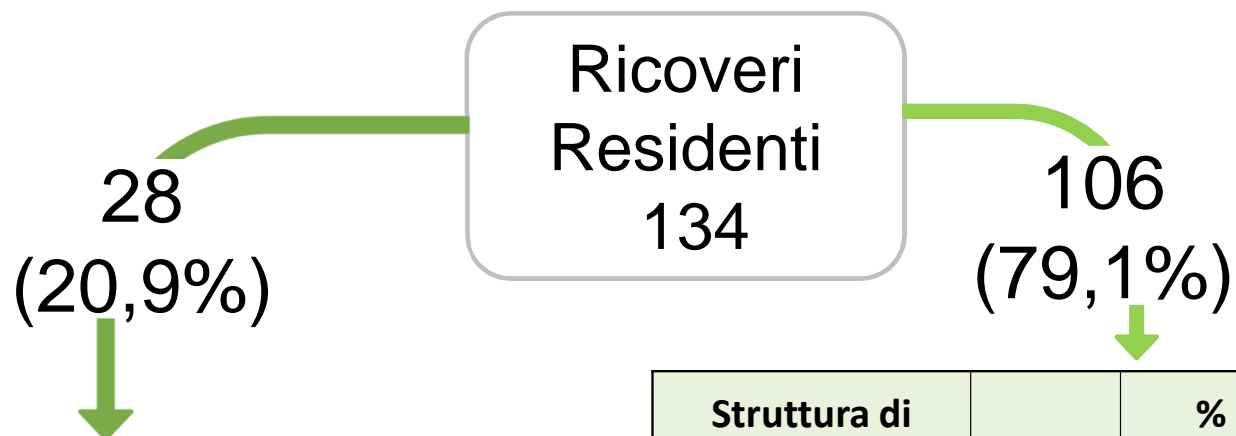 Ricoveri
Residenti
134
28
(20,9%)
106
(79,1%)
Struttura di
%